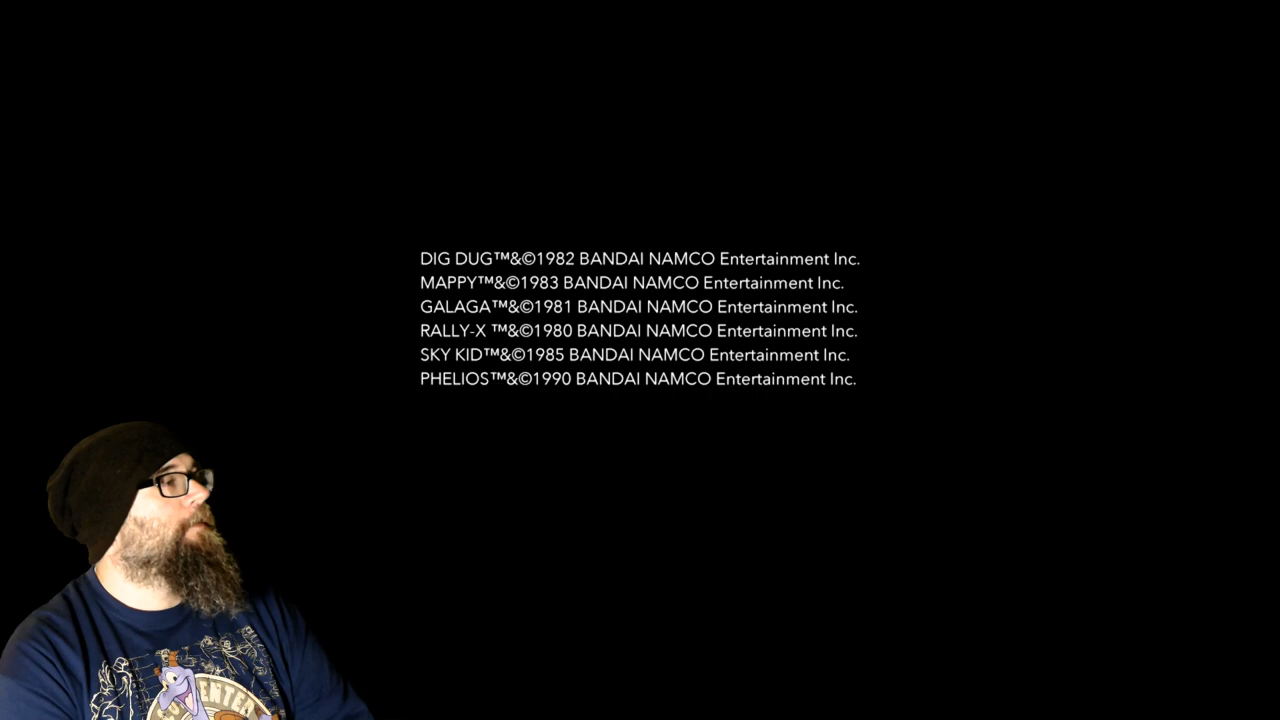 DIG DUG™&©1982 BANDAI NAMCO Entertainment Inc.
MAPPY™&©1983 BANDAI NAMCO Entertainment Inc.
GALAGA™&©1981 BANDAI NAMCO Entertainment Inc.
RALLY-X ™&©1980 BANDAI NAMCO Entertainment Inc.
SKY KID™&©1985 BANDAI NAMCO Entertainment Inc.
PHELIOS™&©1990 BANDAI NAMCO Entertainment Inc.